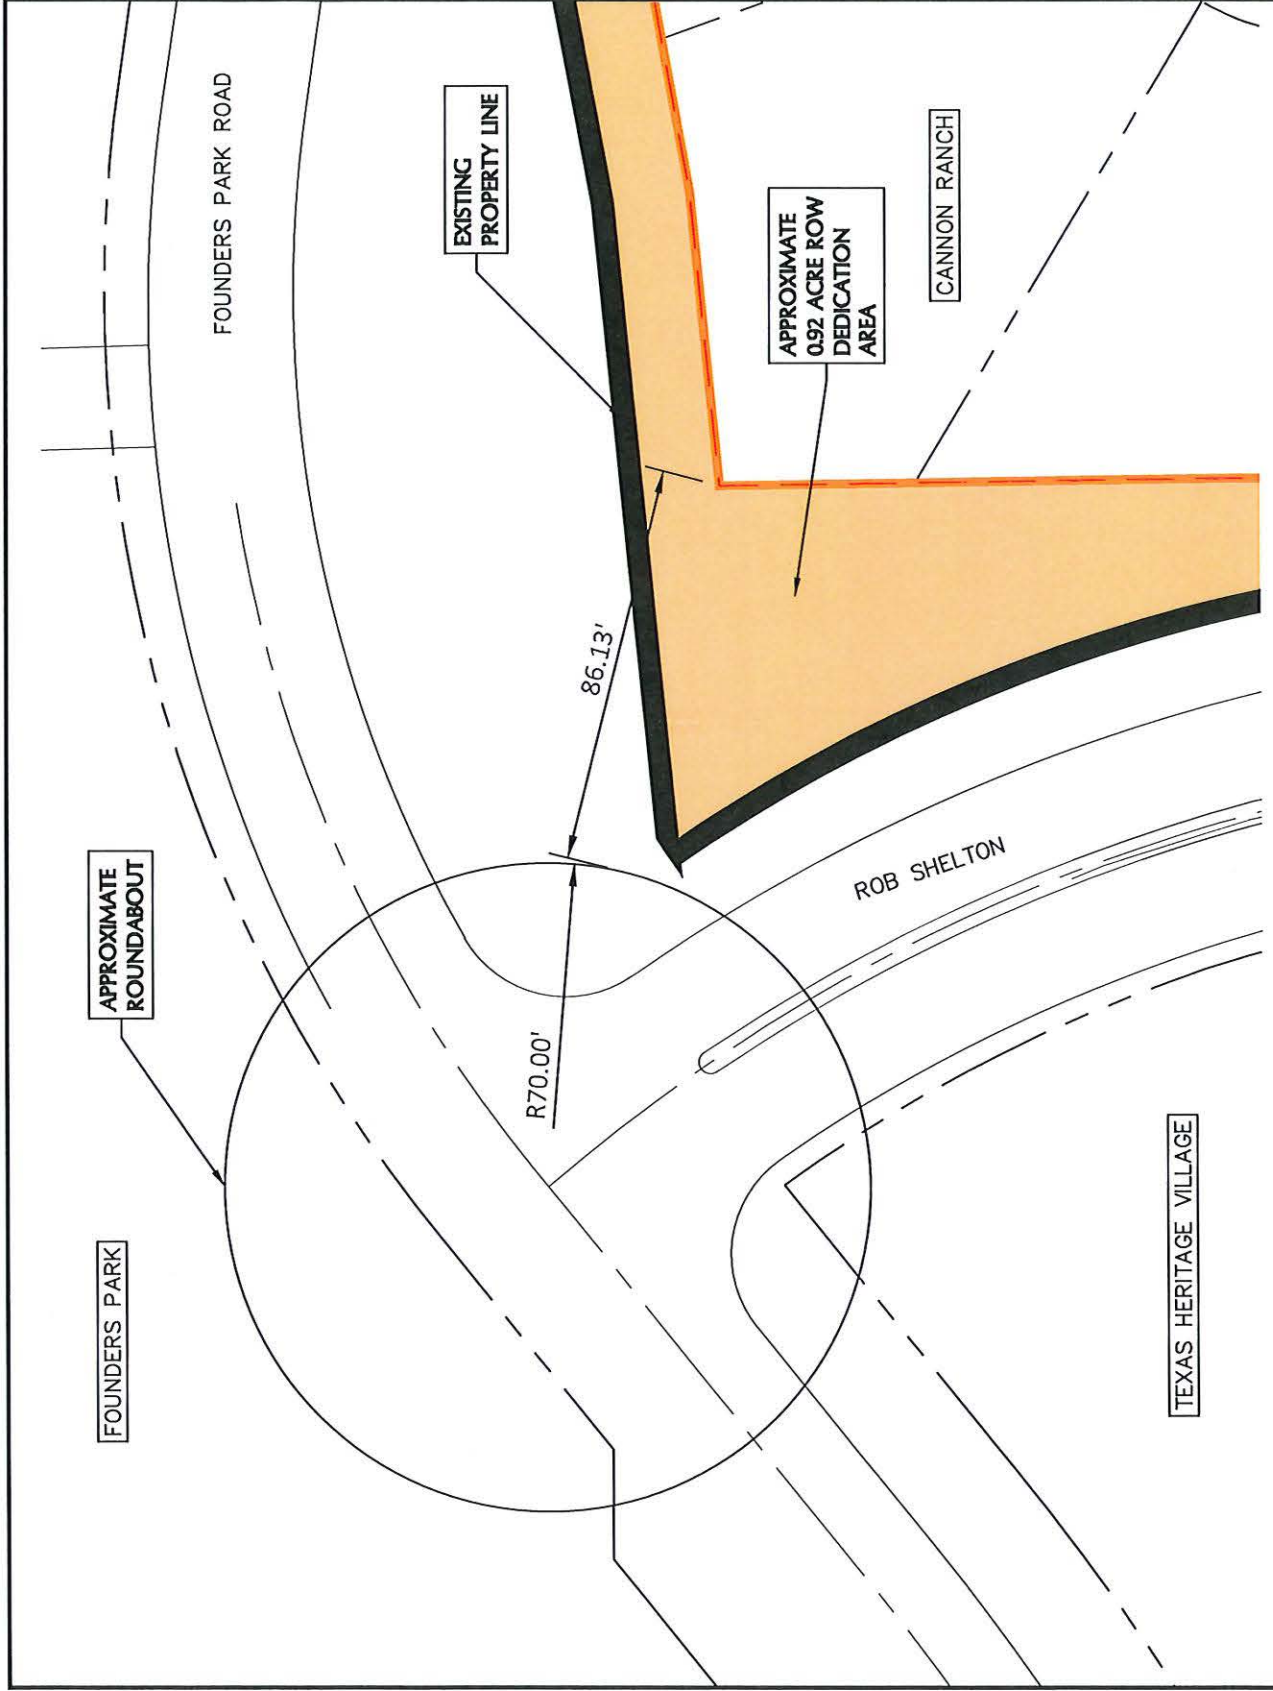 FOUNDERS PARK
APPROXIMATE
ROUNDABOUT
FOUNDERS PARK ROAD
EXISTING
PROPERTY LINE
R70.00'
86.13'
APPROXIMATE
0.92 ACRE ROW
DEDICATION
AREA
ROB SHELTON
CANNON RANCH
TEXAS HERITAGE VILLAGE